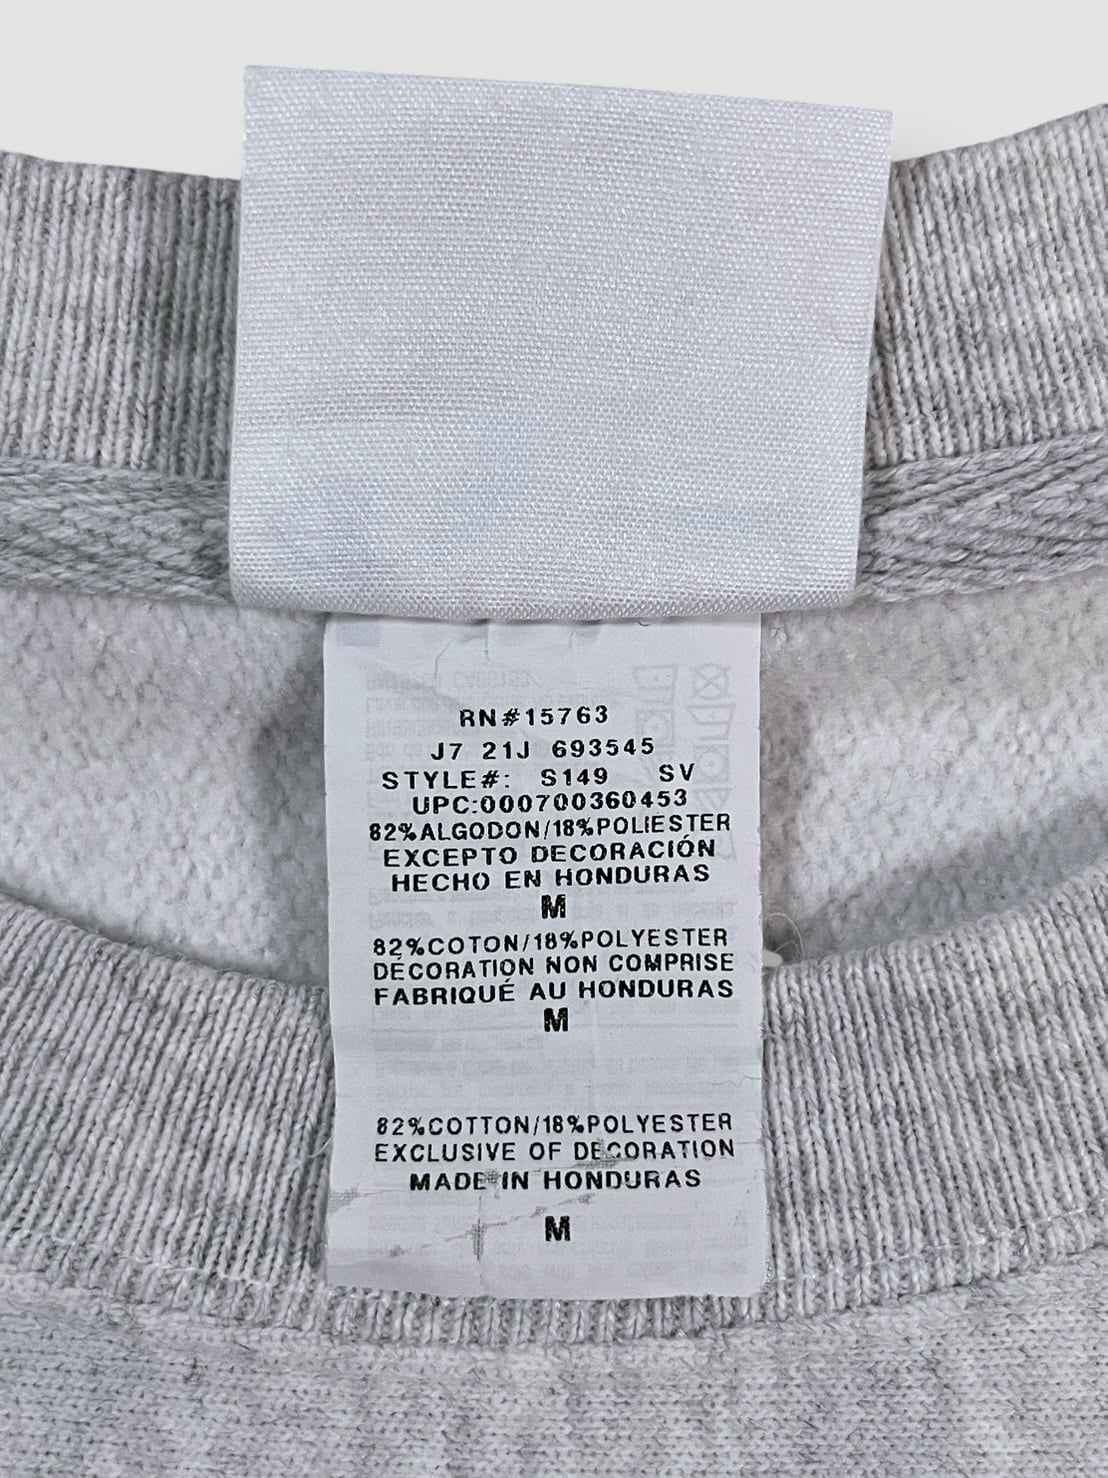 RN#15763
J7 21J 693545
STYLE#: S149 SV
UPC:000700360453
82%ALGODON/18%POLIESTER
EXCEPTO DECORACIÓN
HECHO EN HONDURAS
M
82%COTON/18%POLYESTER
DÉCORATION NON COMPRISE
FABRIQUÉ AU HONDURAS
M
82%COTTON/18%POLYESTER
EXCLUSIVE OF DECORATION
MADE IN HONDURAS
M